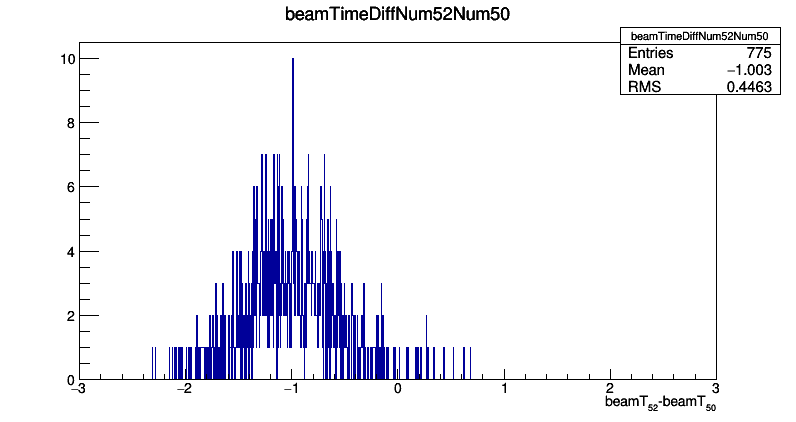 beamTimeDiffNum52Num50
beamTimeDiffNum52Num50
Entries 775
Mean −1.003
RMS 0.4463
10
8
6
4
2
0
−3 −2 −1 0 1 2 3
beamT52-beamT50